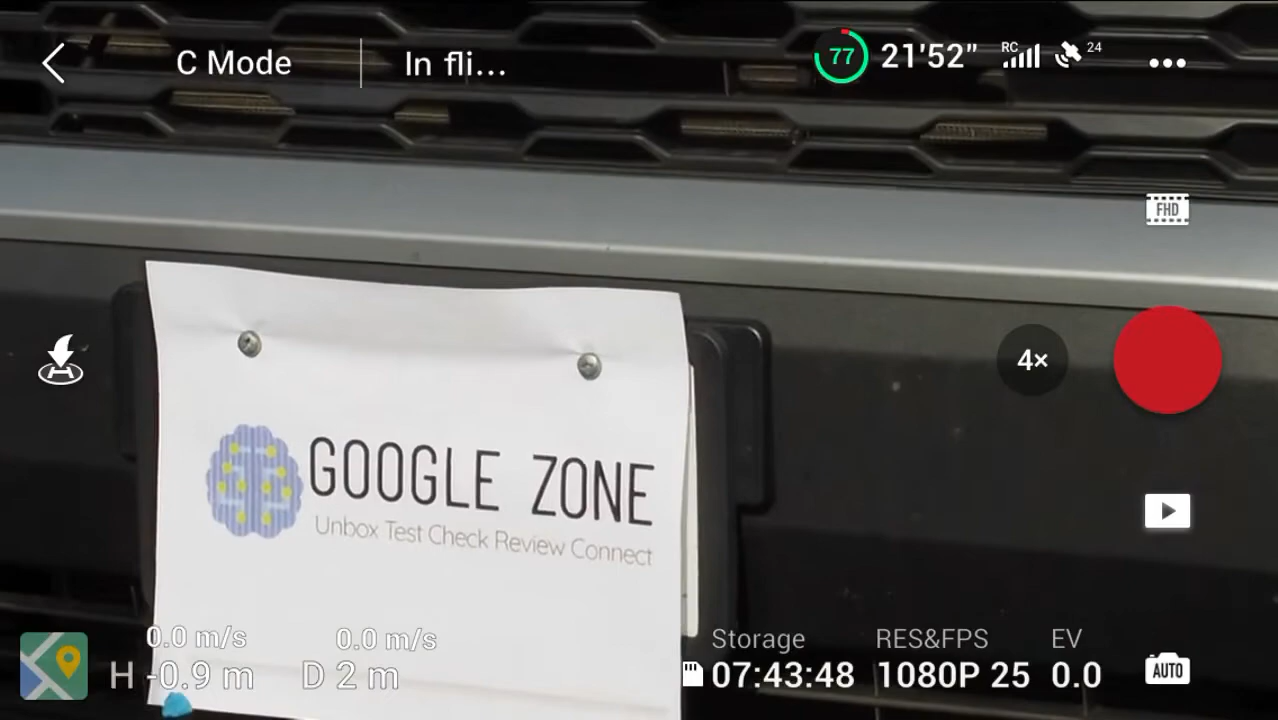 C Mode
In fli...
77
21'52"
RC
24
FHD
4×
GOOGLE ZONE
Unbox Test Check Review Connect
0.0 m/s
0.0 m/s
H -0.9 m
D 2 m
Storage
07:43:48
RES&FPS
1080P 25
EV
0.0
AUTO